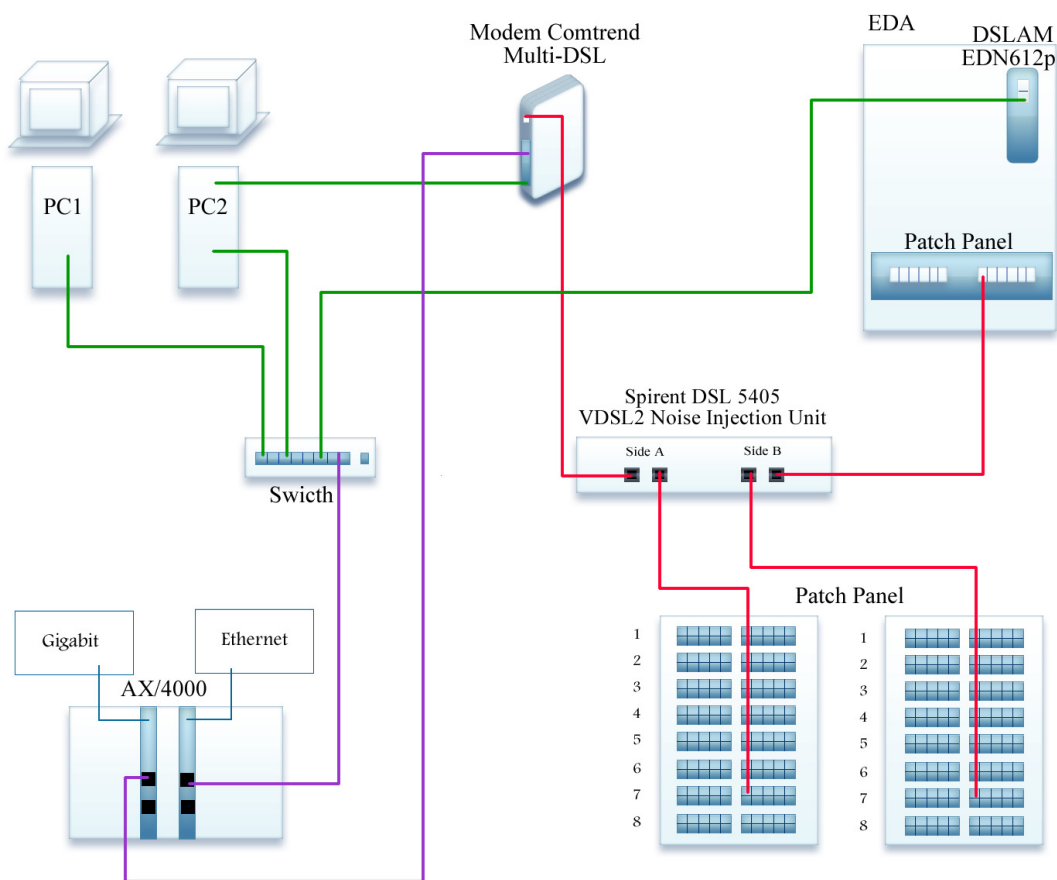 Modem Comtrend
Multi-DSL
EDA
DSLAM
EDN612p
PC1
PC2
Patch Panel
Spirent DSL 5405
VDSL2 Noise Injection Unit
Side A
Side B
Swicth
Patch Panel
Gigabit
Ethernet
AX/4000
1
2
3
4
5
6
7
8
1
2
3
4
5
6
7
8